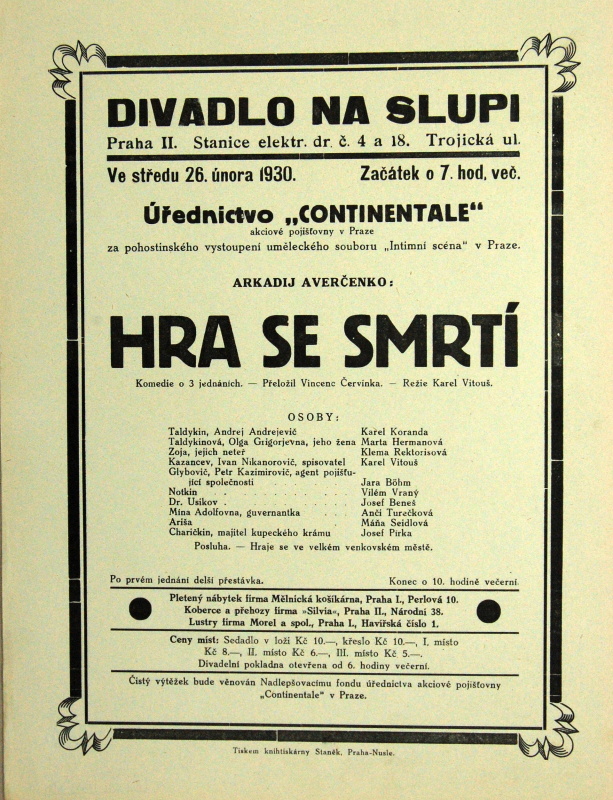 DIVADLO NA SLUPI
Praha II. Stanice elektr. dr. č. 4 a 18. Trojická ul.
Ve středu 26. února 1930. Začátek o 7. hod, več.
Úřednictvo „CONTINENTALE“
akciové pojišťovny v Praze
za pohostinského vystoupení uměleckého souboru „Intimní scéna“ v Praze.
ARKADIJ AVERČENKO:
HRA SE SMRTÍ
Komedie o 3 jednáních. — Přeložil Vincenc Červinka. — Režie Karel Vitouš.
OSOBY:
Taldykin, Andrej Andrejevič Karel Koranda
Taldykinová, Olga Grigorjevna, jeho žena Marta Hermanová
Zoja, jejich neteř Klema Rektorisová
Kazancev, Ivan Nikanorovič, spisovatel Karel Vitouš
Glybovič, Petr Kazimirovič, agent pojišťu-
jící společnosti Jara Böhm
Notkin . . . . . . . . . . Vilém Vraný
Dr. Usikov . . . . . . . . . . Josef Beneš
Mina Adolfovna, guvernantka . . Anči Turečková
Ariša . . . . . . . . . . Máňa Seidlová
Charičkin, majitel kupeckého krámu Josef Pirka
Posluha. — Hraje se ve velkém venkovském městě.
Po prvém jednání delší přestávka. Konec o 10. hodině večerní.
Pletený nábytek firma Mělnická košíkárna, Praha I., Perlová 10.
Koberce a přehozy firma »Silvia«, Praha II., Národní 38.
Lustry firma Morel a spol., Praha I., Havířská číslo 1.
Ceny míst: Sedadlo v loži Kč 10.—, křeslo Kč 10.—, I. místo
Kč 8.—, II. místo Kč 6.—, III. místo Kč 5.—.
Divadelní pokladna otevřena od 6. hodiny večerní.
Čistý výtěžek bude věnován Nadlepšovacímu fondu úřednictva akciové pojišťovny
„Continentale“ v Praze.
Tiskem knihtiskárny Staněk, Praha-Nusle.